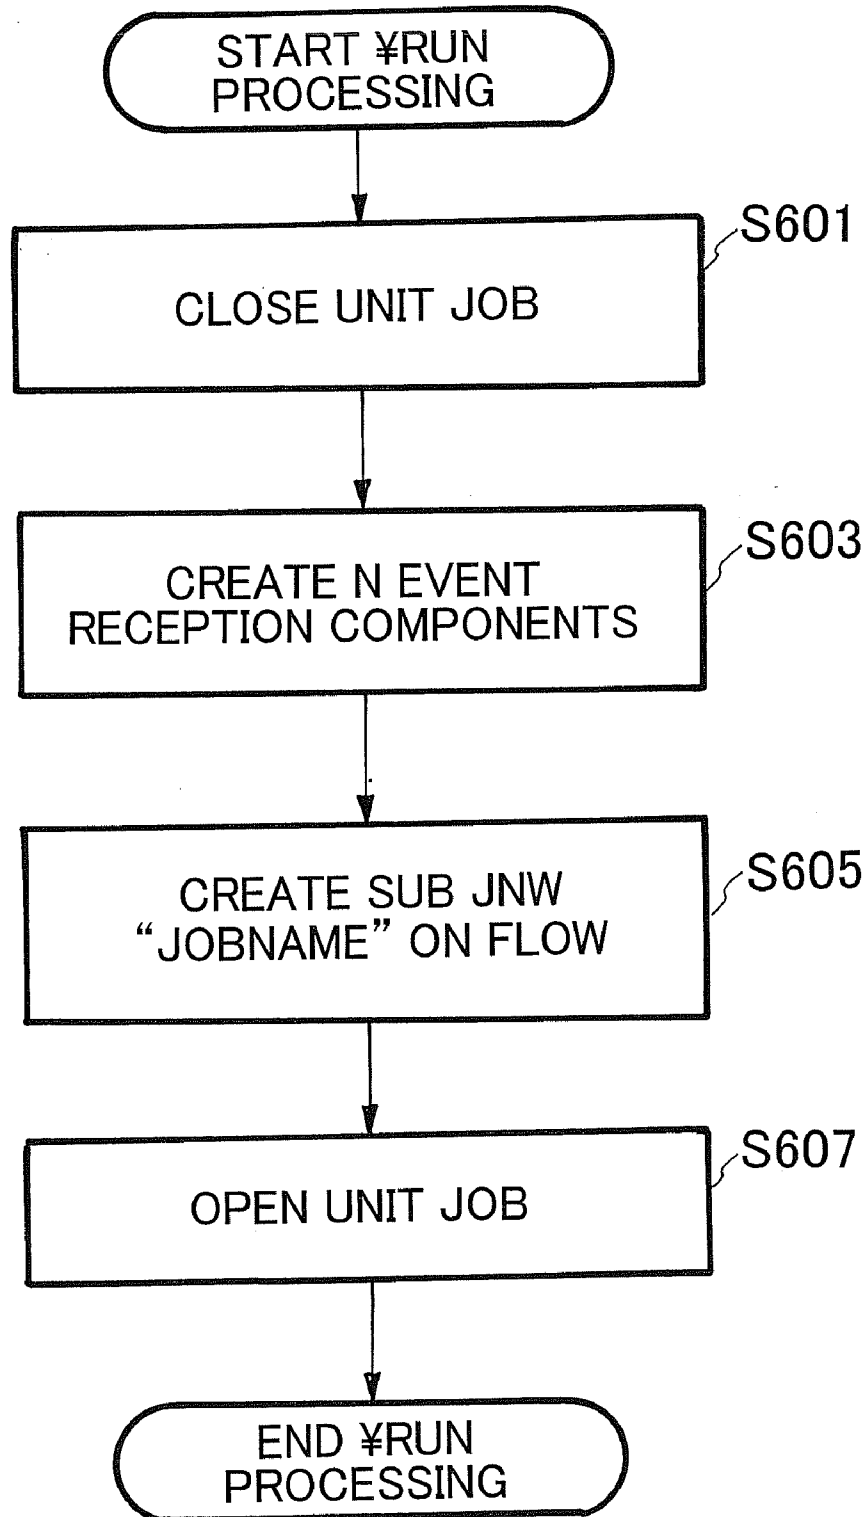 START ¥RUN
PROCESSING
S601
CLOSE UNIT JOB
S603
CREATE N EVENT
RECEPTION COMPONENTS
S605
CREATE SUB JNW
“JOBNAME” ON FLOW
S607
OPEN UNIT JOB
END ¥RUN
PROCESSING